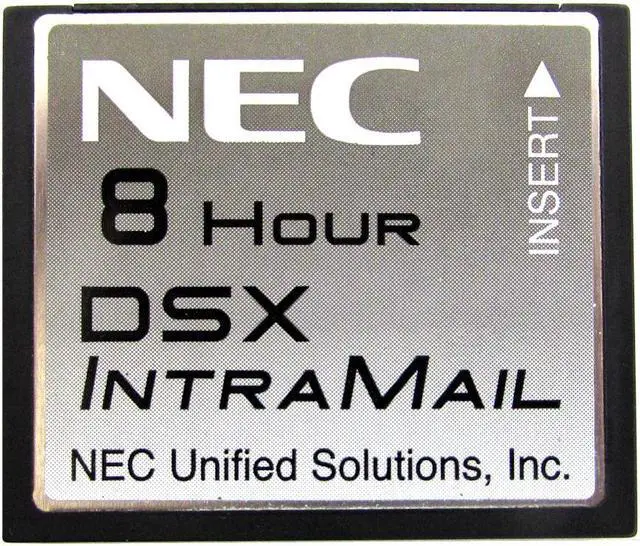 NEC
8 HOUR
DSX
INTRAMAIL
NEC Unified Solutions, Inc.
INSERT